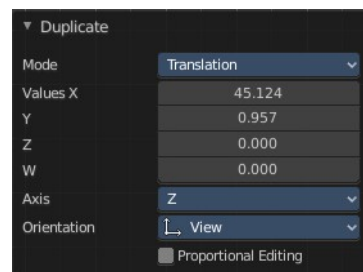 Duplicate
Mode Translation
Values X 45.124
Y 0.957
Z 0.000
W 0.000
Axis Z
Orientation View
Proportional Editing